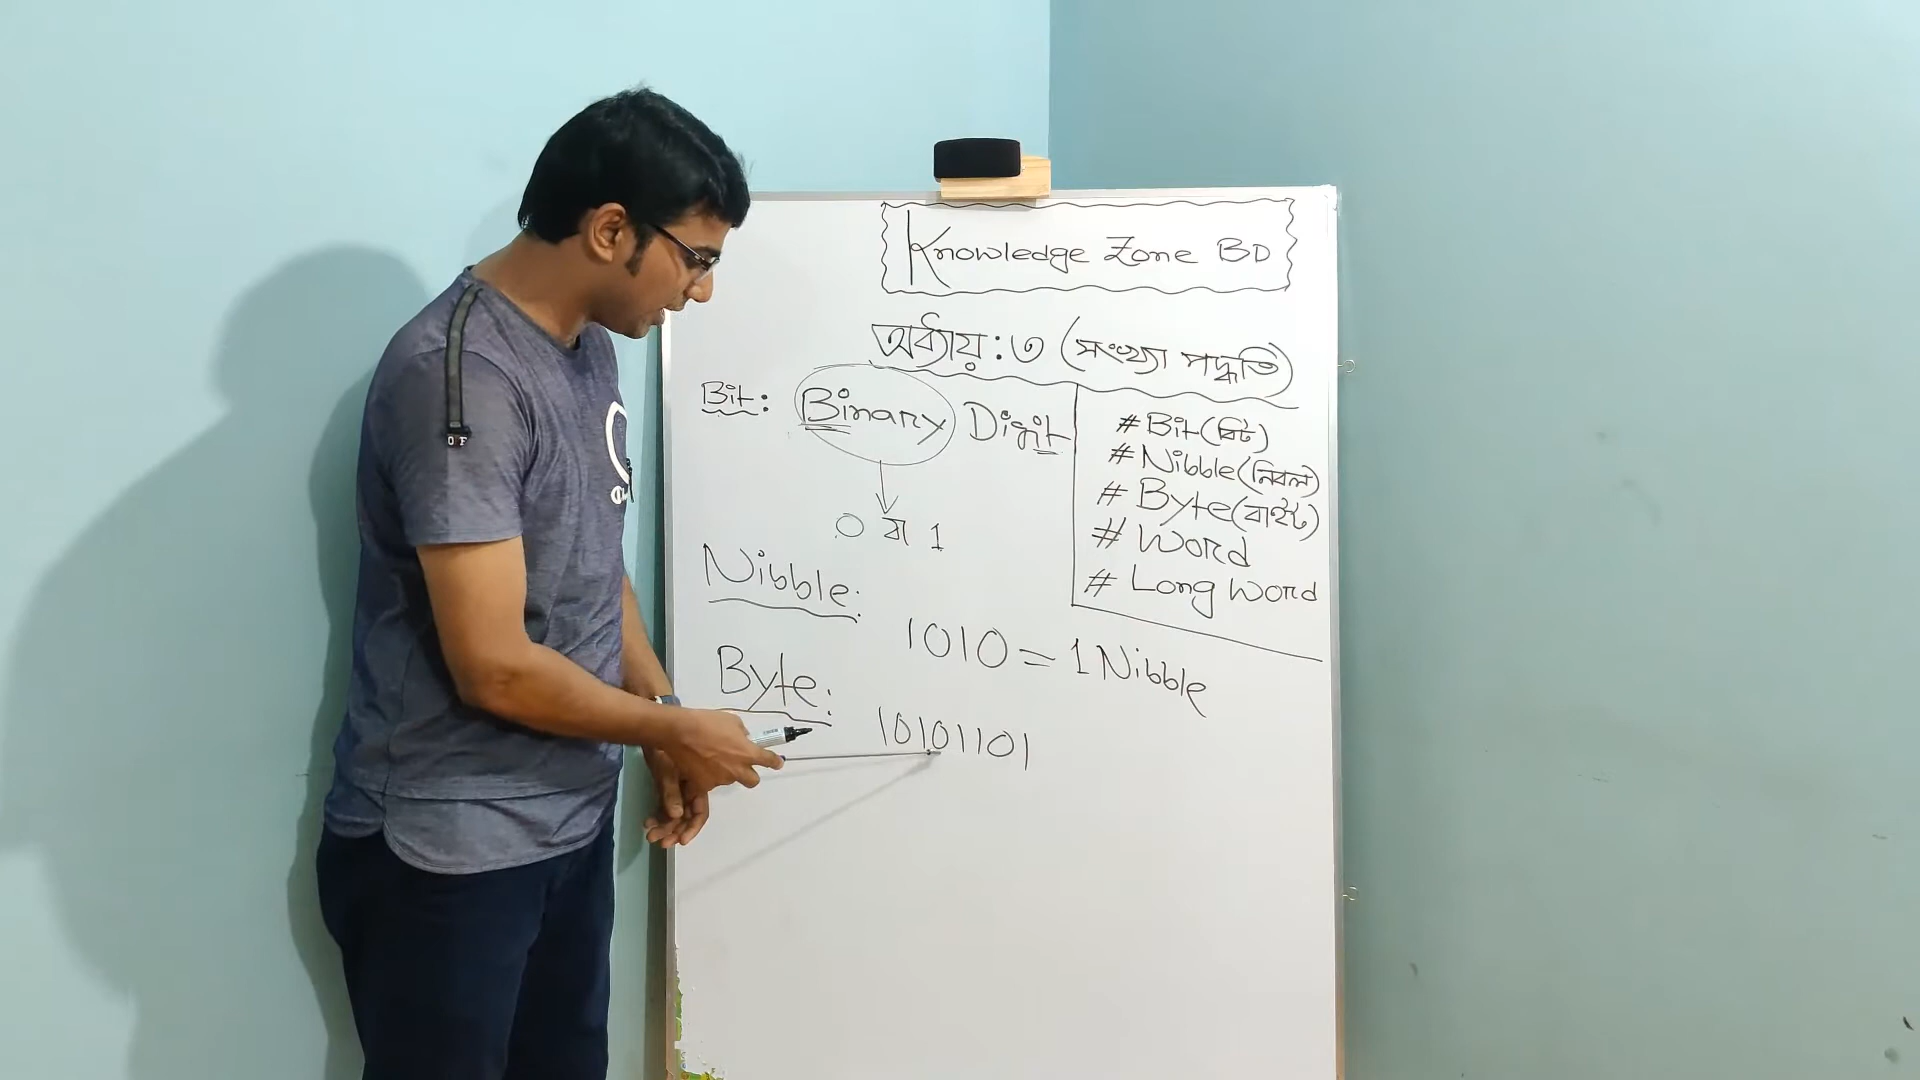 Knowledge Zone BD
অধ্যায়:৩ (সংখ্যা পদ্ধতি)
Bit: Binary Digit
0 বা 1
# Bit (বিট)
# Nibble (নিবল)
# Byte (বাইট)
# Word
# Long Word
Nibble:
1010 = 1 Nibble
Byte:
10101101